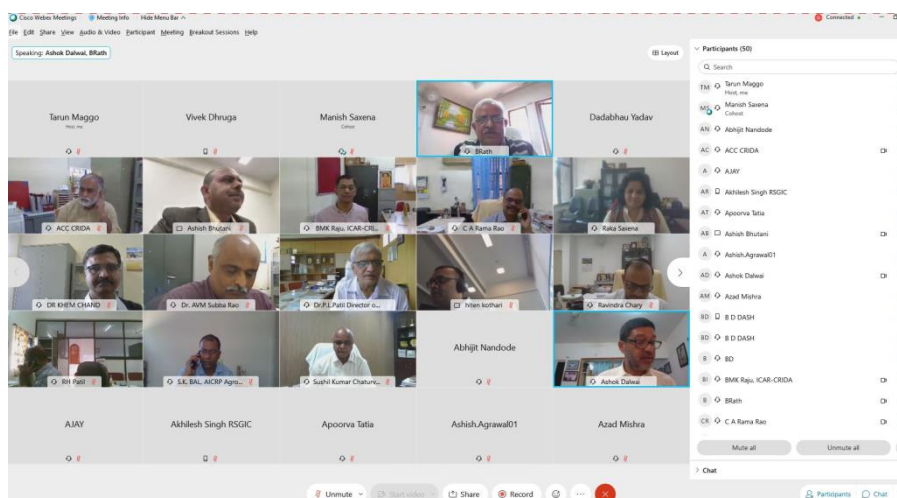 Cisco Webex Meetings
Meeting Info
Hide Menu Bar
Connected
File Edit Share View Audio & Video Participant Meeting Breakout Sessions Help
Speaking: Ashok Dalwai, BRath
Layout
Tarun Maggo
Host, me
Vivek Dhruga
Manish Saxena
Cohost
BRath
Dadabhau Yadav
ACC CRIDA
Ashish Bhutani
BMK Raju, ICAR-CRI...
C A Rama Rao
Raka Saxena
DR KHEM CHAND
Dr. AVM Subba Rao
Dr.P.L.Patil Director o...
hiten kothari
Ravindra Chary
RH Patil
S.K. BAL, AICRP Agro...
Sushil Kumar Chaturv...
Abhijit Nandode
Ashok Dalwai
AJAY
Akhilesh Singh RSGIC
Apoorva Tatia
Ashish.Agrawal01
Azad Mishra
Unmute
Start video
Share
Record
Participants (50)
Search
TM Tarun Maggo
Host, me
MS Manish Saxena
Cohost
AN Abhijit Nandode
AC ACC CRIDA
A AJAY
AR Akhilesh Singh RSGIC
AT Apoorva Tatia
AB Ashish Bhutani
A Ashish.Agrawal01
AD Ashok Dalwai
AM Azad Mishra
BD B D DASH
BD B D DASH
B BD
BI BMK Raju, ICAR-CRIDA
B BRath
CR C A Rama Rao
Mute all
Unmute all
Chat
Participants
Chat